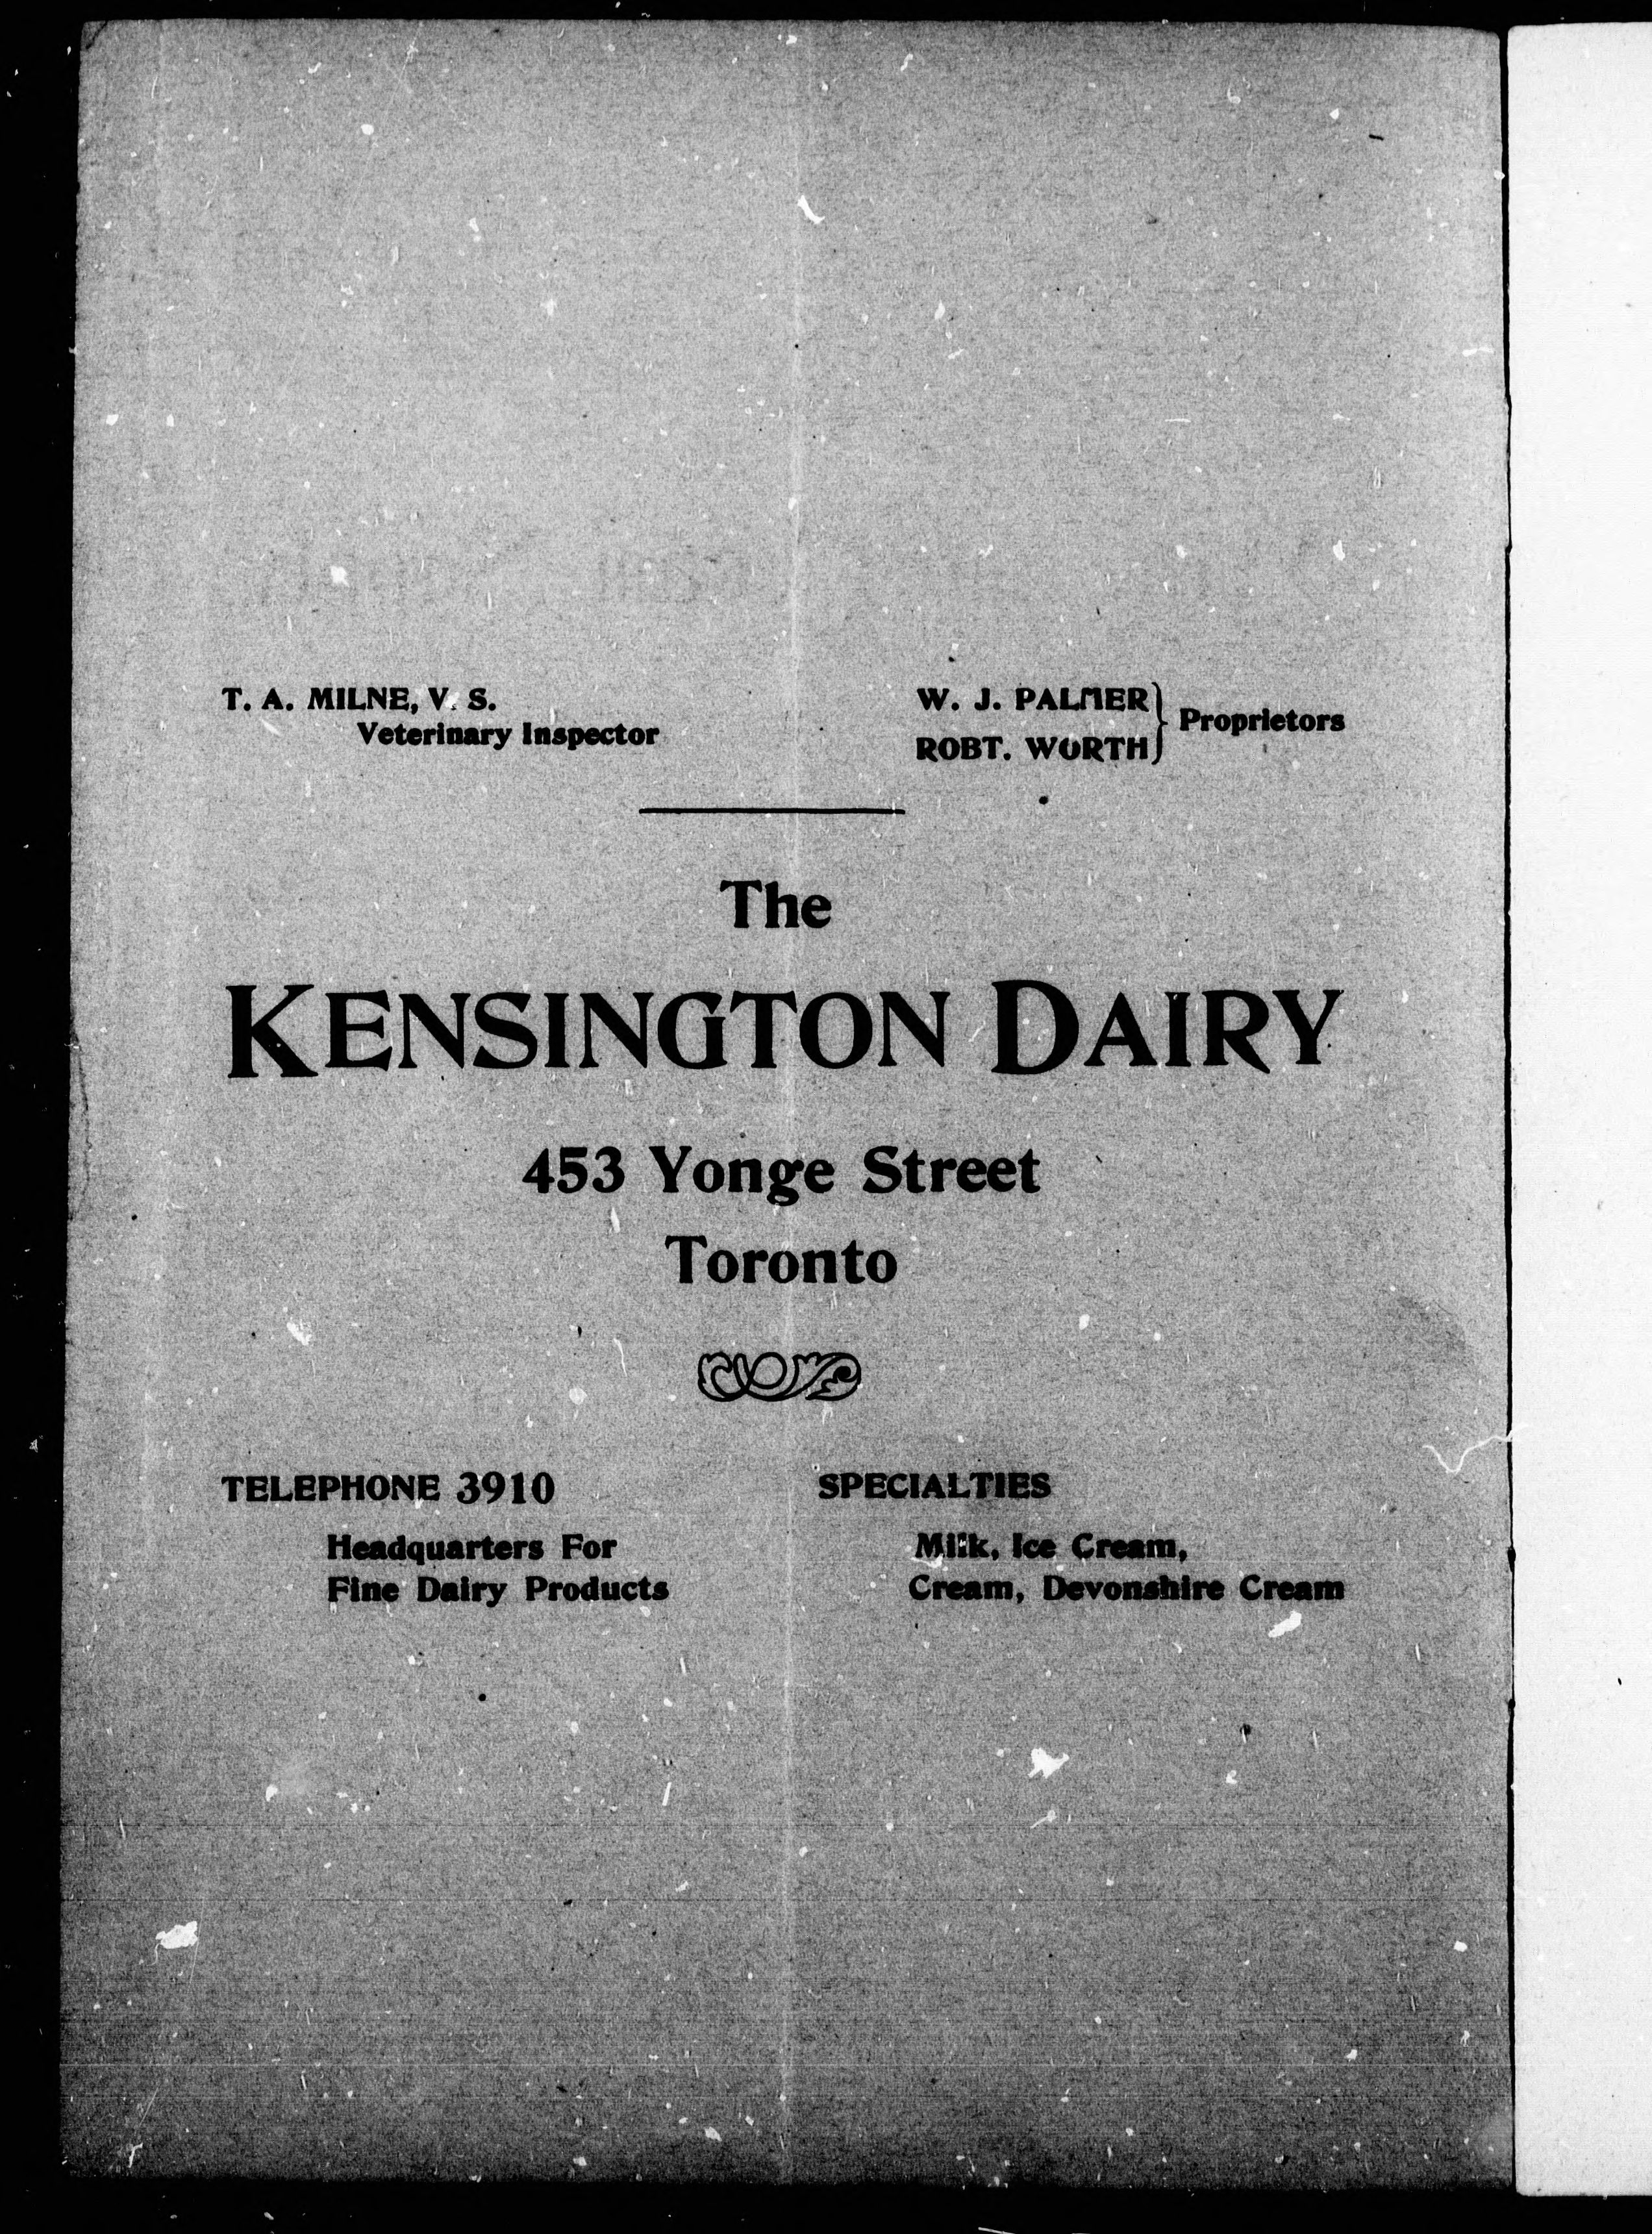 T. A. MILNE, V. S.
Veterinary Inspector
W. J. PALMER
ROBT. WORTH
Proprietors
The
KENSINGTON DAIRY
453 Yonge Street
Toronto
TELEPHONE 3910
Headquarters For
Fine Dairy Products
SPECIALTIES
Milk, Ice Cream,
Cream, Devonshire Cream